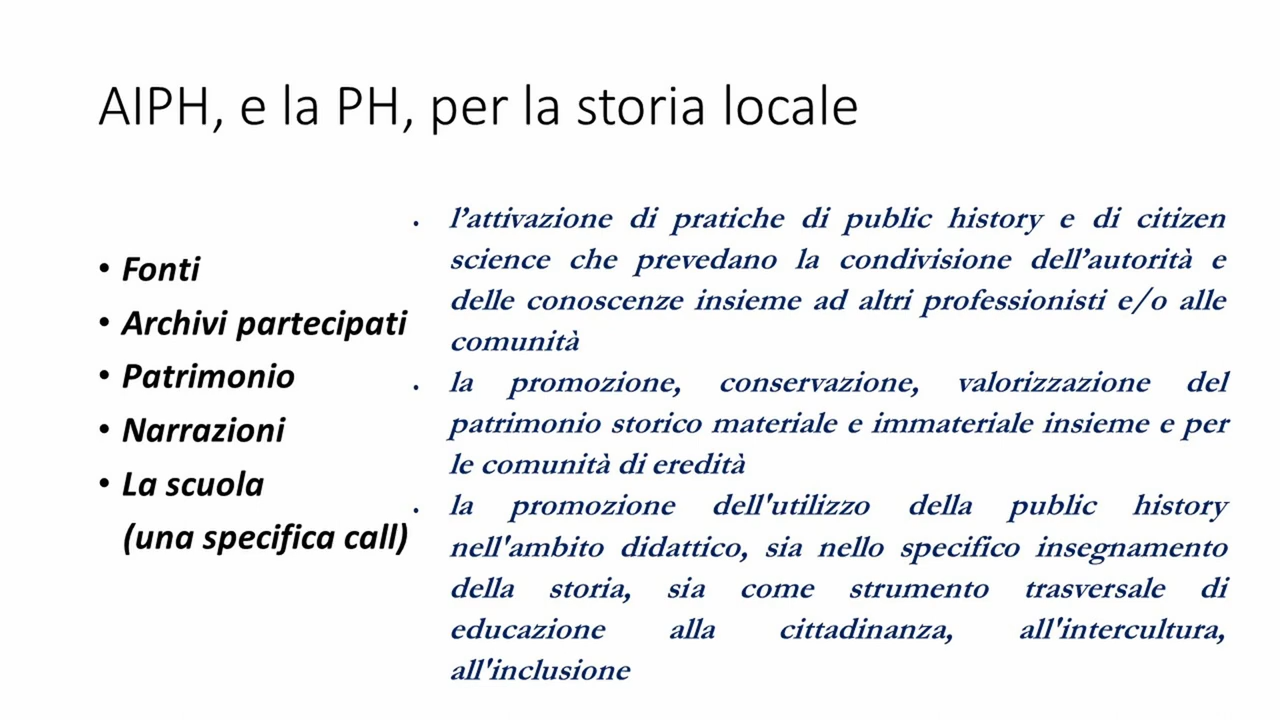 AIPH, e la PH, per la storia locale
• Fonti
• Archivi partecipati
• Patrimonio
• Narrazioni
• La scuola
(una specifica call)
• l’attivazione di pratiche di public history e di citizen
science che prevedano la condivisione dell’autorità e
delle conoscenze insieme ad altri professionisti e/o alle
comunità
• la promozione, conservazione, valorizzazione del
patrimonio storico materiale e immateriale insieme e per
le comunità di eredità
• la promozione dell'utilizzo della public history
nell'ambito didattico, sia nello specifico insegnamento
della storia, sia come strumento trasversale di
educazione alla cittadinanza, all'intercultura,
all'inclusione